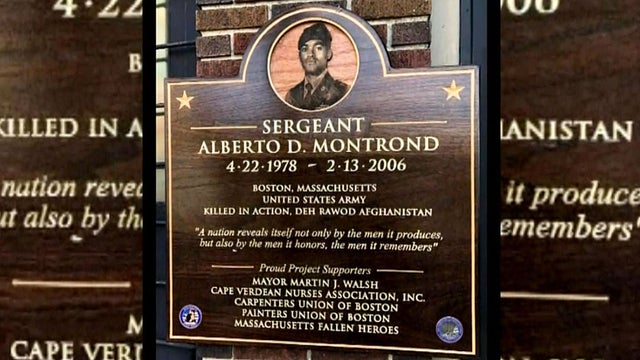 SERGEANT
ALBERTO D. MONTROND
4·22·1978 - 2·13·2006
BOSTON, MASSACHUSETTS
UNITED STATES ARMY
KILLED IN ACTION, DEH RAWOD AFGHANISTAN
"A nation reveals itself not only by the men it produces,
but also by the men it honors, the men it remembers"
Proud Project Supporters
MAYOR MARTIN J. WALSH
CAPE VERDEAN NURSES ASSOCIATION, INC.
CARPENTERS UNION OF BOSTON
PAINTERS UNION OF BOSTON
MASSACHUSETTS FALLEN HEROES